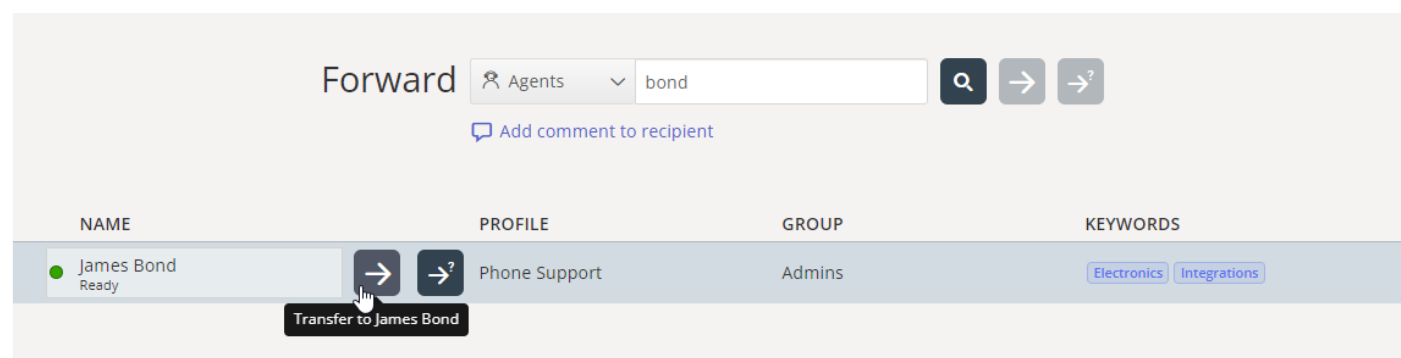 Forward Agents bond
Add comment to recipient
NAME PROFILE GROUP KEYWORDS
James Bond
Ready
? Phone Support Admins Electronics Integrations
Transfer to James Bond